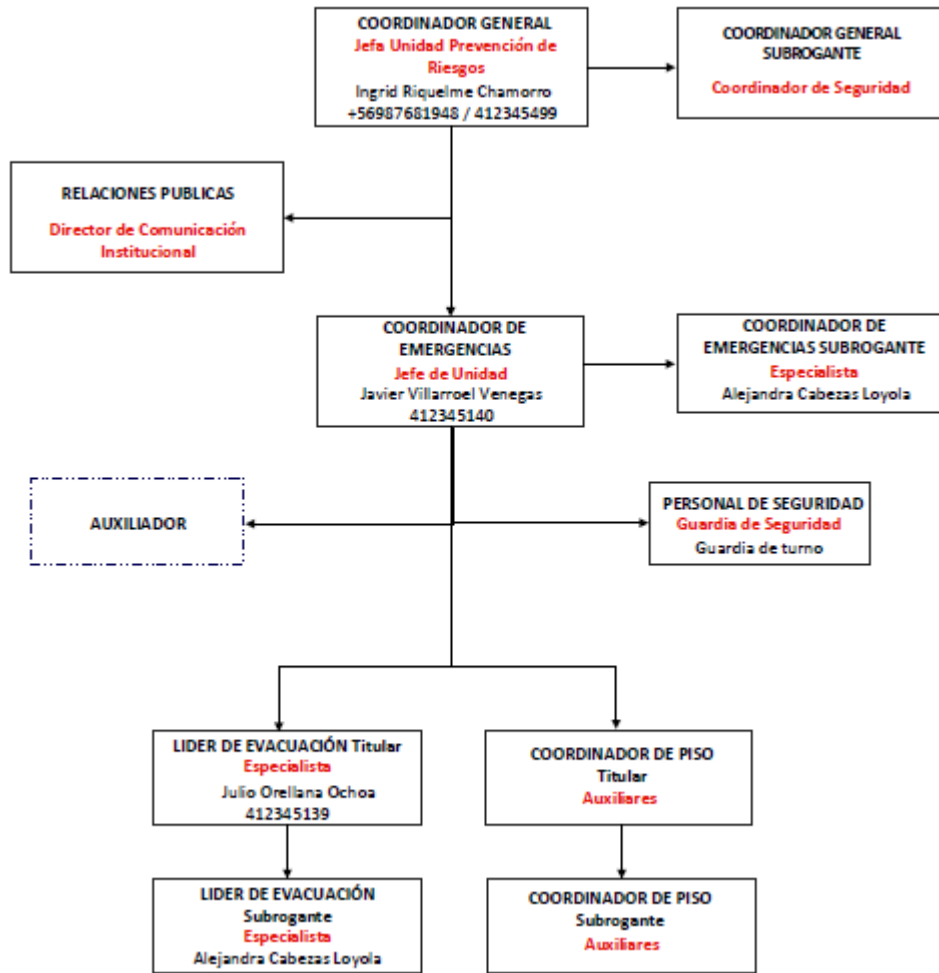 COORDINADOR GENERAL
Jefa Unidad Prevención de
Riesgos
Ingrid Riquelme Chamorro
+56987681948 / 412345499
COORDINADOR GENERAL
SUBROGANTE
Coordinador de Seguridad
RELACIONES PUBLICAS
Director de Comunicación
Institucional
COORDINADOR DE
EMERGENCIAS
Jefe de Unidad
Javier Villarroel Venegas
412345140
COORDINADOR DE
EMERGENCIAS SUBROGANTE
Especialista
Alejandra Cabezas Loyola
AUXILIADOR
PERSONAL DE SEGURIDAD
Guardia de Seguridad
Guardia de turno
LIDER DE EVACUACIÓN Titular
Especialista
Julio Orellana Ochoa
412345139
COORDINADOR DE PISO
Titular
Auxiliares
LIDER DE EVACUACIÓN
Subrogante
Especialista
Alejandra Cabezas Loyola
COORDINADOR DE PISO
Subrogante
Auxiliares